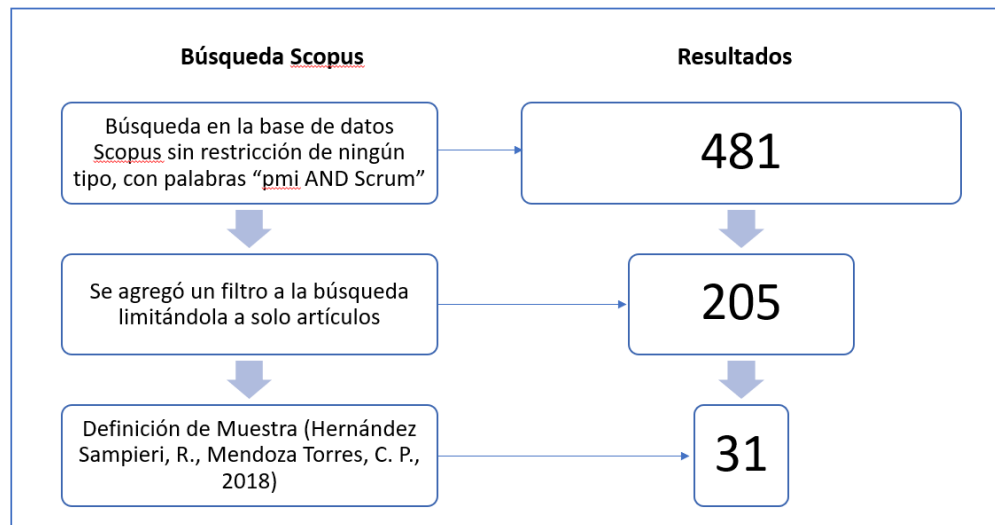 Búsqueda Scopus
Resultados
Búsqueda en la base de datos
Scopus sin restricción de ningún
tipo, con palabras “pmi AND Scrum”
481
Se agregó un filtro a la búsqueda
limitándola a solo artículos
205
Definición de Muestra (Hernández
Sampieri, R., Mendoza Torres, C. P.,
2018)
31